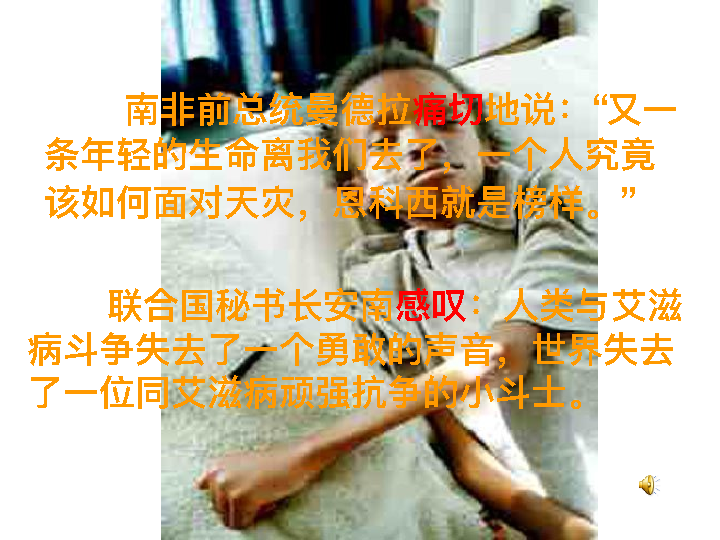 南非前总统曼德拉痛切地说：“又一
条年轻的生命离我们去了，一个人究竟
该如何面对天灾，恩科西就是榜样。”
联合国秘书长安南感叹：人类与艾滋
病斗争失去了一个勇敢的声音，世界失去
了一位同艾滋病顽强抗争的小斗士。